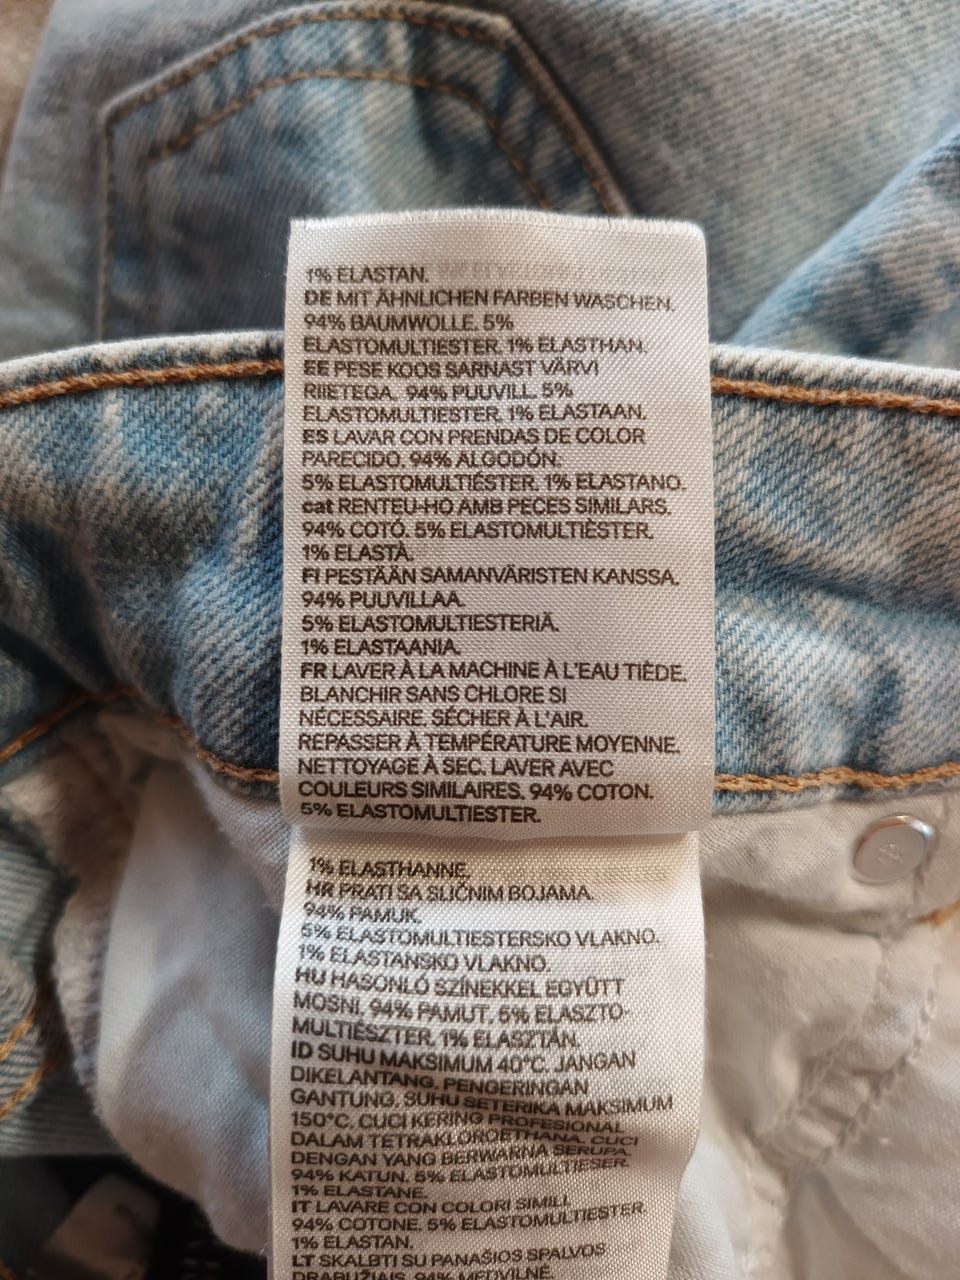 1% ELASTAN.
DE MIT ÄHNLICHEN FARBEN WASCHEN.
94% BAUMWOLLE. 5%
ELASTOMULTIESTER. 1% ELASTHAN.
EE PESE KOOS SARNAST VÄRVI
RIIETEGA. 94% PUUVILL. 5%
ELASTOMULTIESTER. 1% ELASTAAN.
ES LAVAR CON PRENDAS DE COLOR
PARECIDO. 94% ALGODÓN.
5% ELASTOMULTIÉSTER. 1% ELASTANO.
cat RENTEU-HO AMB PECES SIMILARS.
94% COTÓ. 5% ELASTOMULTIÈSTER.
1% ELASTÀ.
FI PESTÄÄN SAMANVÄRISTEN KANSSA.
94% PUUVILLAA.
5% ELASTOMULTIESTERIÄ.
1% ELASTAANIA.
FR LAVER À LA MACHINE À L'EAU TIÈDE.
BLANCHIR SANS CHLORE SI
NÉCESSAIRE. SÉCHER À L'AIR.
REPASSER À TEMPÉRATURE MOYENNE.
NETTOYAGE À SEC. LAVER AVEC
COULEURS SIMILAIRES. 94% COTON.
5% ELASTOMULTIESTER.
1% ELASTHANNE.
HR PRATI SA SLIČNIM BOJAMA.
94% PAMUK.
5% ELASTOMULTIESTERSKO VLAKNO.
1% ELASTANSKO VLAKNO.
HU HASONLÓ SZÍNEKKEL EGYÜTT
MOSNI. 94% PAMUT. 5% ELASZTO-
MULTIÉSZTER. 1% ELASZTÁN.
ID SUHU MAKSIMUM 40°C. JANGAN
DIKELANTANG. PENGERINGAN
GANTUNG. SUHU SETERIKA MAKSIMUM
150°C. CUCI KERING PROFESIONAL
DALAM TETRAKLOROETHANA. CUCI
DENGAN YANG BERWARNA SERUPA.
94% KATUN. 5% ELASTOMULTIESER.
1% ELASTANE.
IT LAVARE CON COLORI SIMILI.
94% COTONE. 5% ELASTOMULTIESTER.
1% ELASTAN.
LT SKALBTI SU PANAŠIOS SPALVOS
DRABUŽIAIS. 94% MEDVILNĖ.